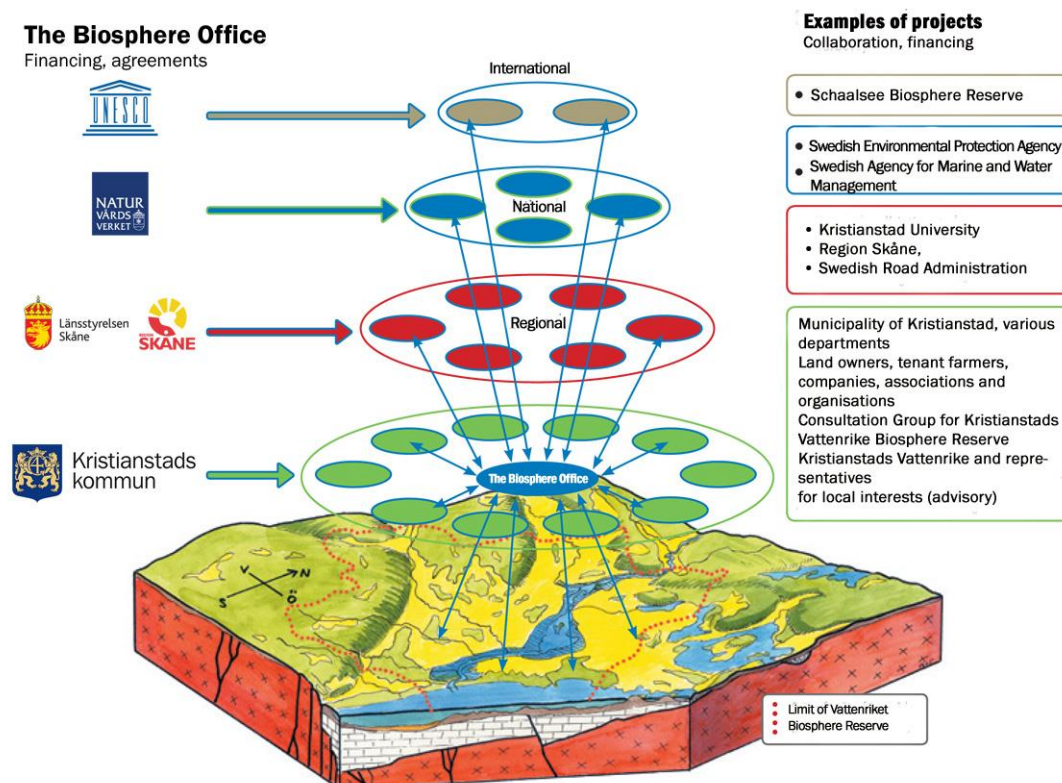 The Biosphere Office
Financing, agreements
International
Examples of projects
Collaboration, financing
UNESCO
• Schaalsee Biosphere Reserve
NATUR
VÅRDS
VERKET
National
• Swedish Environmental Protection Agency
• Swedish Agency for Marine and Water
Management
Länsstyrelsen
Skåne
REGION
SKÅNE
Regional
• Kristianstad University
• Region Skåne,
• Swedish Road Administration
Kristianstads
kommun
The Biosphere Office
Municipality of Kristianstad, various
departments
Land owners, tenant farmers,
companies, associations and
organisations
Consultation Group for Kristianstads
Vattenrike Biosphere Reserve
Kristianstads Vattenrike and repre-
sentatives
for local interests (advisory)
V
N
S
Ö
Limit of Vattenriket
Biosphere Reserve